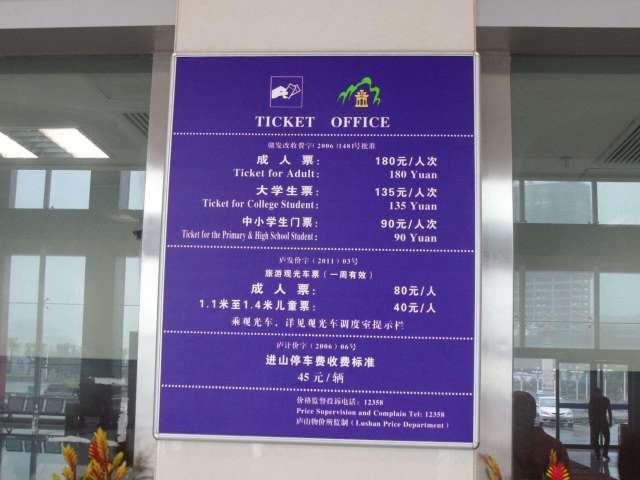 TICKET OFFICE
赣发改收费字(2006)1481号批准
成人票: 180元/人次
Ticket for Adult: 180 Yuan
大学生票: 135元/人次
Ticket for College Student: 135 Yuan
中小学生门票: 90元/人次
Ticket for the Primary & High School Student: 90 Yuan
庐发价字(2011)03号
旅游观光车票(一周有效)
成人票: 80元/人
1.1米至1.4米儿童票: 40元/人
乘观光车,详见观光车调度室提示栏
庐计价字(2006)06号
进山停车费收费标准
45元/辆
价格监督投诉电话: 12358
Price Supervision and Complain Tel: 12358
庐山物价所监制(Lushan Price Department)